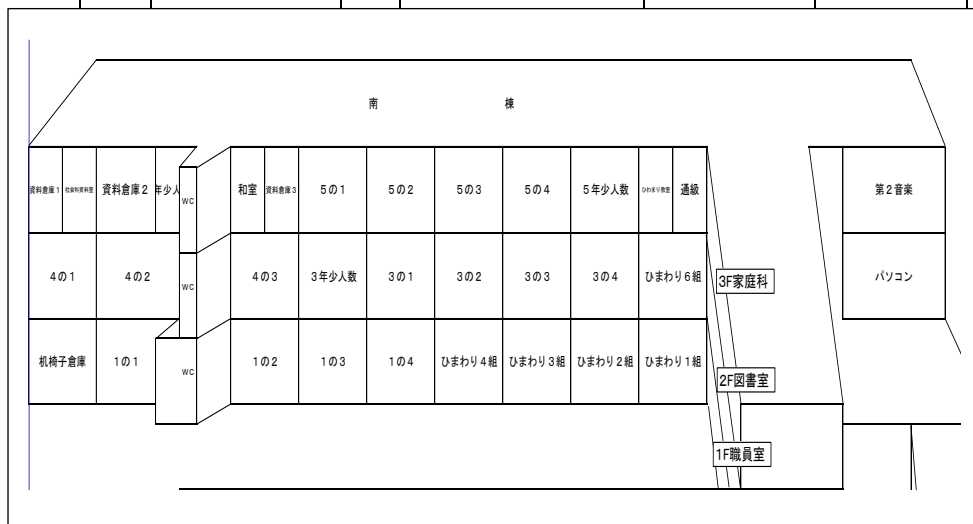 南 棟
資料倉庫1 社会科資料室 資料倉庫2 年少人 WC 和室 資料倉庫3 5の1 5の2 5の3 5の4 5年少人数 ひまわり教室 通級 第2音楽
4の1 4の2 WC 4の3 3年少人数 3の1 3の2 3の3 3の4 ひまわり6組 パソコン
3F家庭科
机椅子倉庫 1の1 WC 1の2 1の3 1の4 ひまわり4組 ひまわり3組 ひまわり2組 ひまわり1組
2F図書室
1F職員室